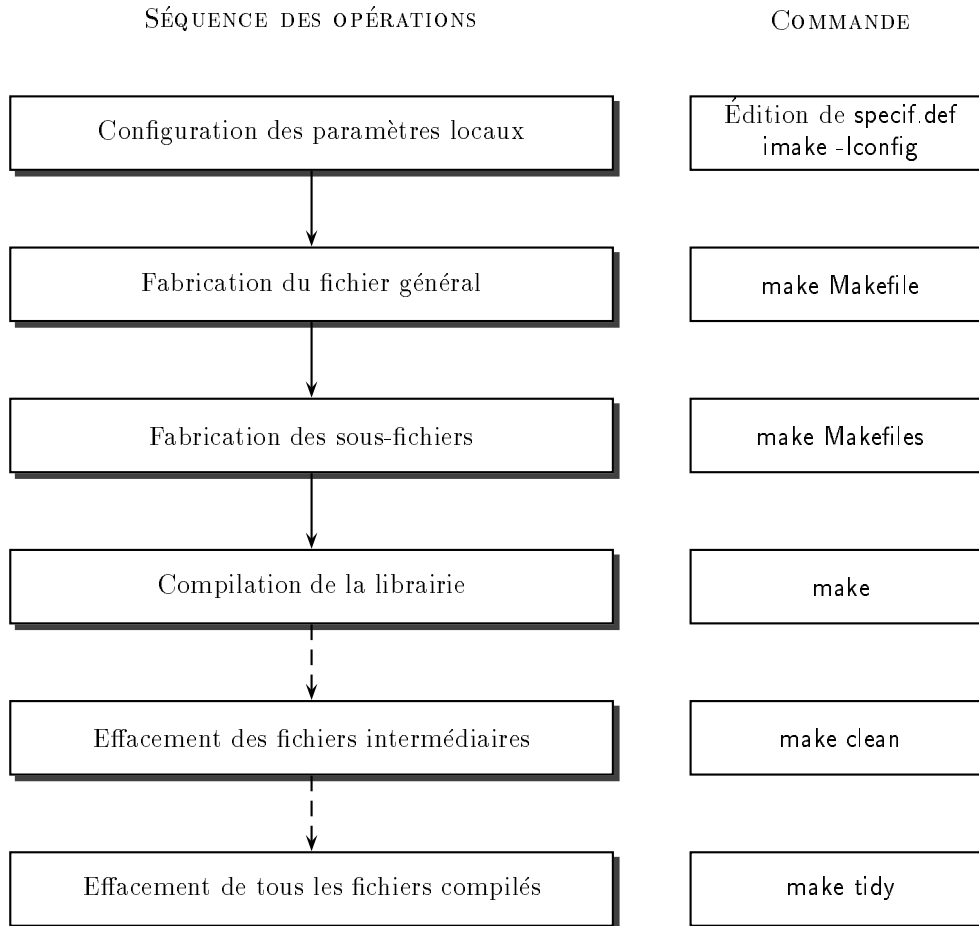 SÉQUENCE DES OPÉRATIONS
COMMANDE
Configuration des paramètres locaux
Édition de specif.def
imake -Iconfig
Fabrication du fichier général
make Makefile
Fabrication des sous-fichiers
make Makefiles
Compilation de la librairie
make
Effacement des fichiers intermédiaires
make clean
Effacement de tous les fichiers compilés
make tidy